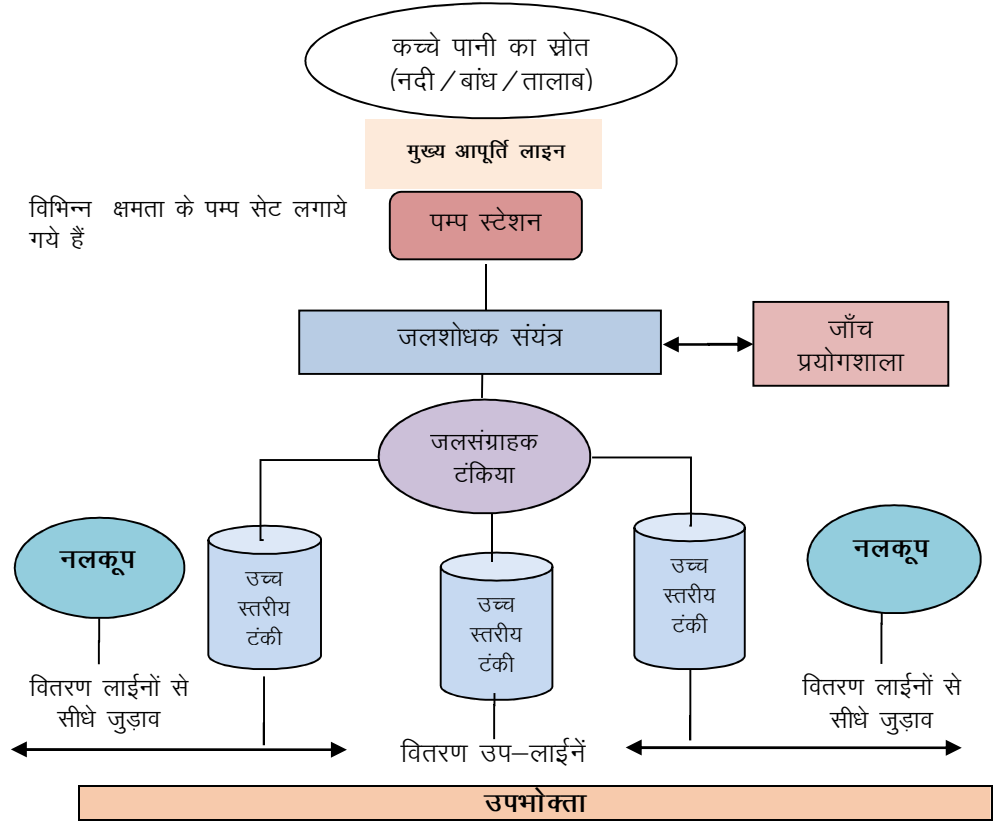 कच्चे पानी का स्रोत
(नदी / बांध / तालाब)
मुख्य आपूर्ति लाइन
विभिन्न क्षमता के पम्प सेट लगाये
गये हैं
पम्प स्टेशन
जलशोधक संयंत्र
जाँच
प्रयोगशाला
जलसंग्राहक
टंकिया
नलकूप
उच्च
स्तरीय
टंकी
उच्च
स्तरीय
टंकी
उच्च
स्तरीय
टंकी
नलकूप
वितरण लाईनों से
सीधे जुड़ाव
वितरण उप–लाईनें
वितरण लाईनों से
सीधे जुड़ाव
उपभोक्ता